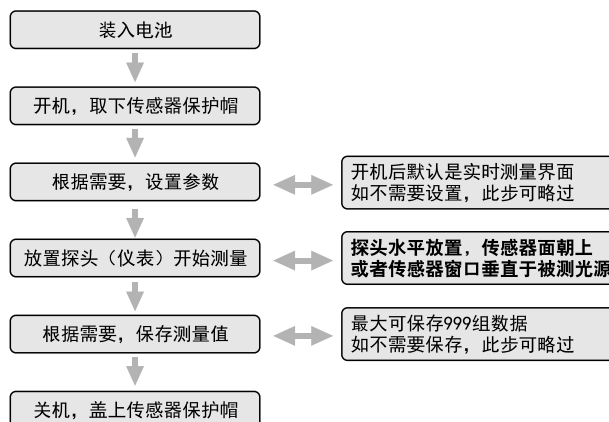 装入电池
开机，取下传感器保护帽
根据需要，设置参数
开机后默认是实时测量界面
如不需要设置，此步可略过
放置探头（仪表）开始测量
探头水平放置，传感器面朝上
或者传感器窗口垂直于被测光源
根据需要，保存测量值
最大可保存999组数据
如不需要保存，此步可略过
关机，盖上传感器保护帽